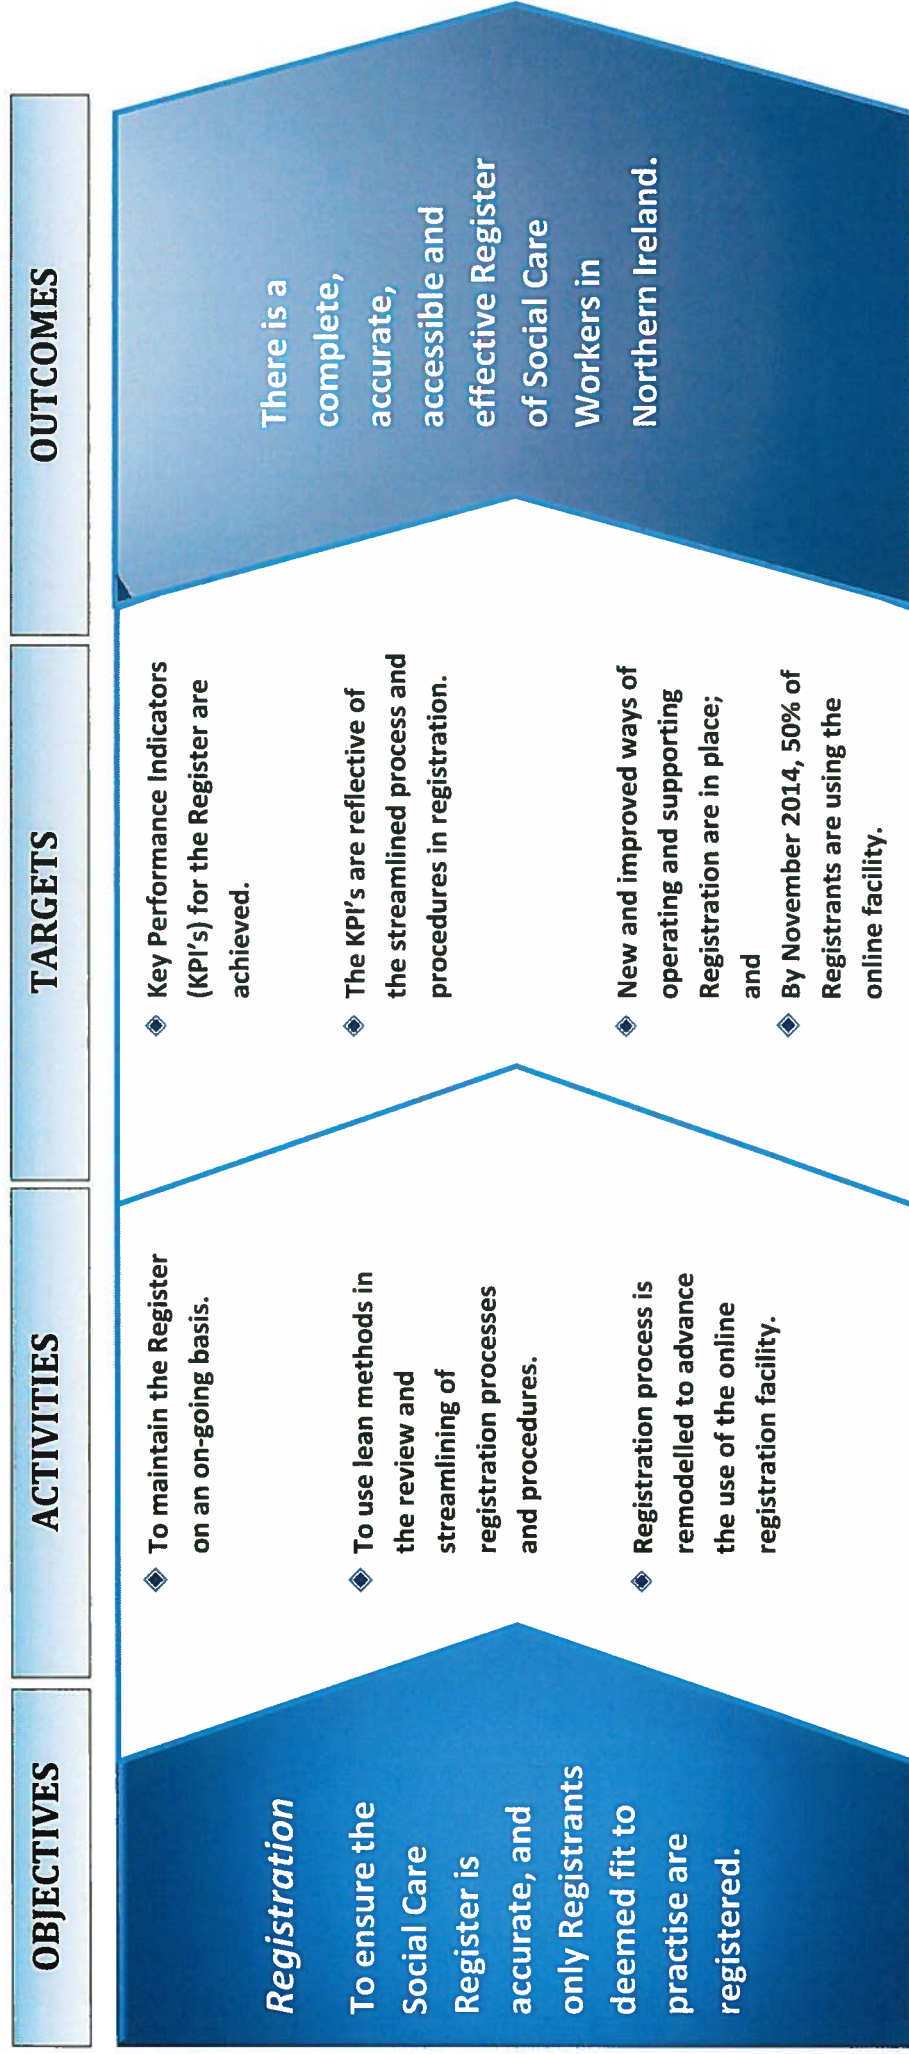 OBJECTIVES
ACTIVITIES
TARGETS
OUTCOMES
Registration
To ensure the
Social Care
Register is
accurate, and
only Registrants
deemed fit to
practise are
registered.
To maintain the Register
on an on-going basis.
To use lean methods in
the review and
streamlining of
registration processes
and procedures.
Registration process is
remodelled to advance
the use of the online
registration facility.
Key Performance Indicators
(KPI's) for the Register are
achieved.
The KPI's are reflective of
the streamlined process and
procedures in registration.
New and improved ways of
operating and supporting
Registration are in place;
and
By November 2014, 50% of
Registrants are using the
online facility.
There is a
complete,
accurate,
accessible and
effective Register
of Social Care
Workers in
Northern Ireland.